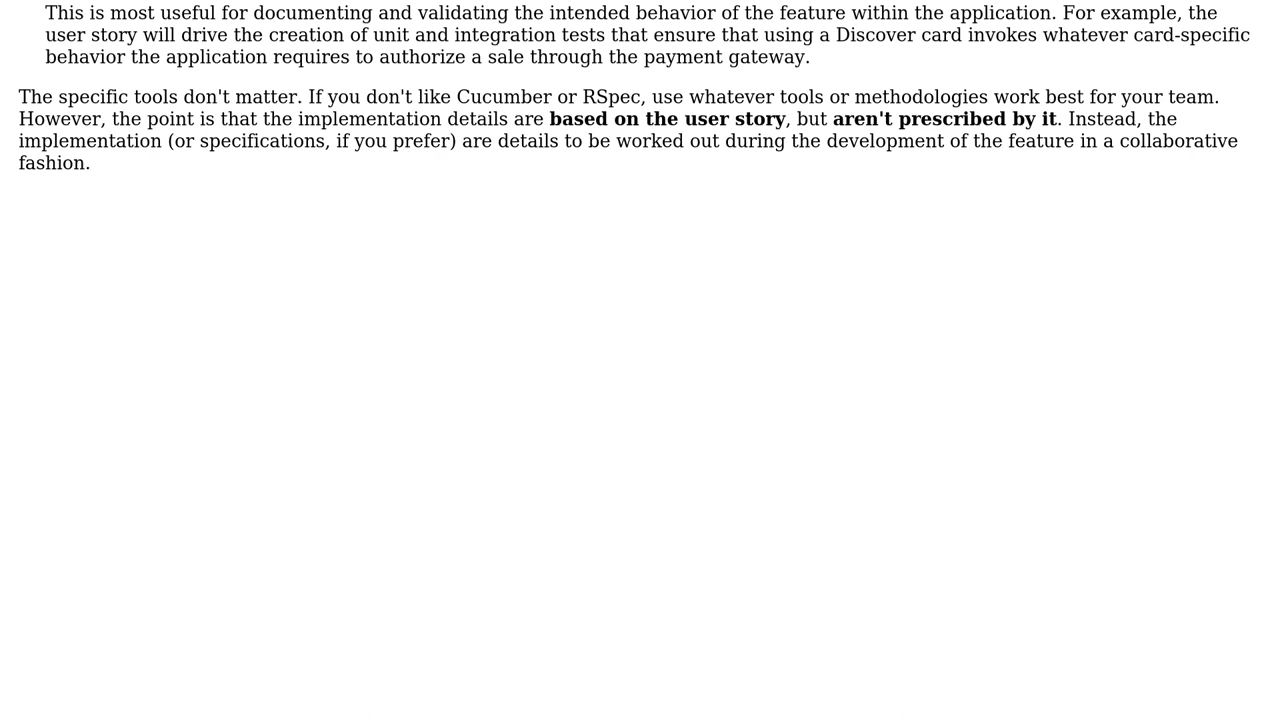 This is most useful for documenting and validating the intended behavior of the feature within the application. For example, the
user story will drive the creation of unit and integration tests that ensure that using a Discover card invokes whatever card-specific
behavior the application requires to authorize a sale through the payment gateway.
The specific tools don't matter. If you don't like Cucumber or RSpec, use whatever tools or methodologies work best for your team.
However, the point is that the implementation details are based on the user story, but aren't prescribed by it. Instead, the
implementation (or specifications, if you prefer) are details to be worked out during the development of the feature in a collaborative
fashion.